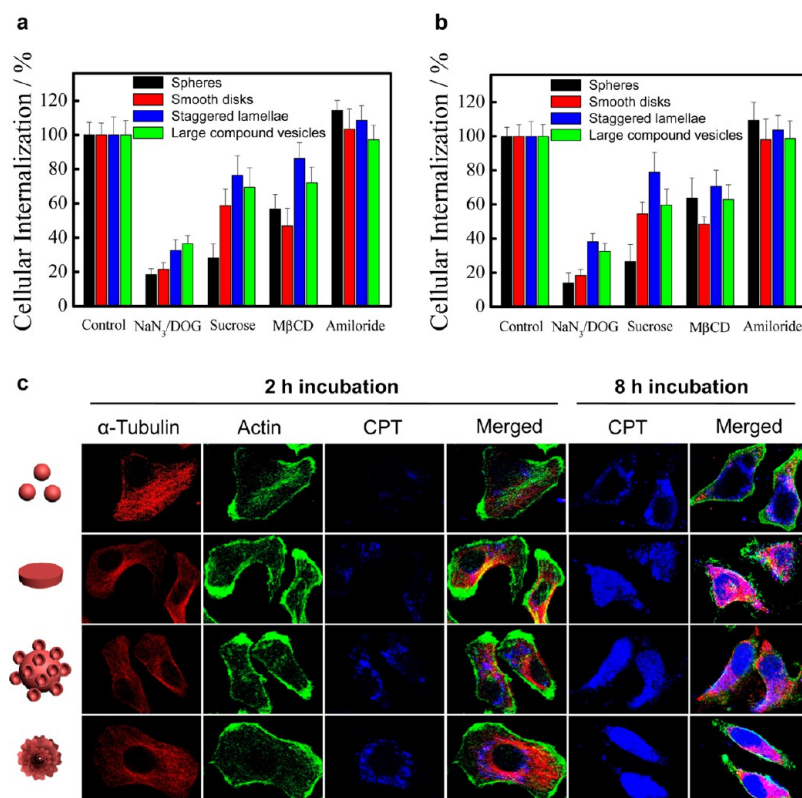 a
Cellular Internalization / %
120
100
80
60
40
20
0
Spheres
Smooth disks
Staggered lamellae
Large compound vesicles
Control NaN₃/DOG Sucrose MβCD Amiloride
b
Cellular Internalization / %
120
100
80
60
40
20
0
Spheres
Smooth disks
Staggered lamellae
Large compound vesicles
Control NaN₃/DOG Sucrose MβCD Amiloride
c
2 h incubation 8 h incubation
α-Tubulin Actin CPT Merged CPT Merged